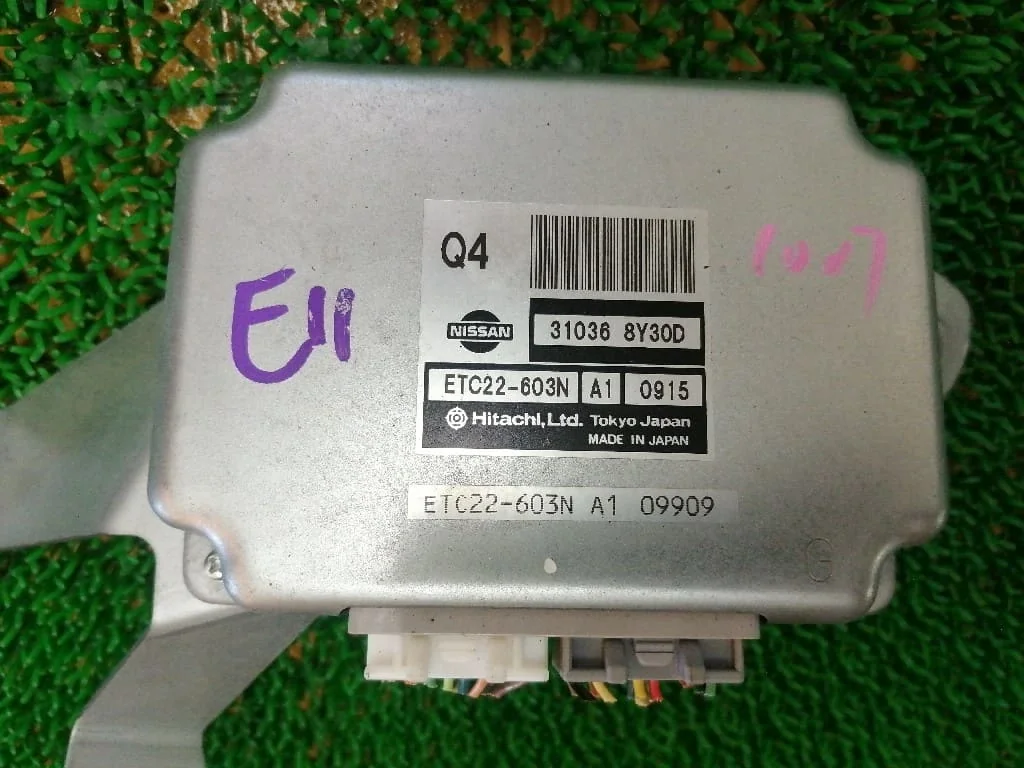 Q4
NISSAN
31036 8Y30D
ETC22-603N A1 0915
Hitachi, Ltd. Tokyo Japan
MADE IN JAPAN
ETC22-603N A1 09909
E11
1007
G